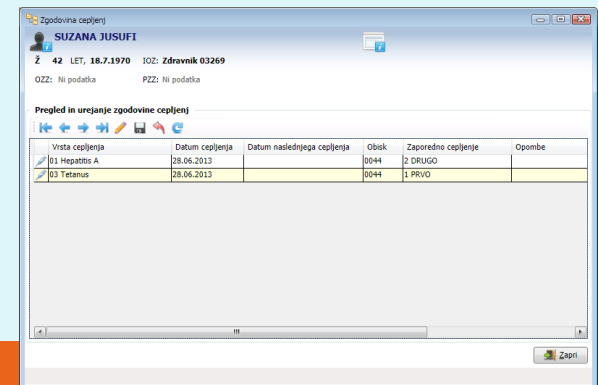 Zgodovina cepljenj
SUZANA JUSUFI
Ž 42 LET, 18.7.1970 IOZ: Zdravnik 03269
OZZ: Ni podatka PZZ: Ni podatka
Pregled in urejanje zgodovine cepljenj
Vrsta cepljenja Datum cepljenja Datum naslednjega cepljenja Obisk Zaporedno cepljenje Opombe
01 Hepatitis A 28.06.2013 0044 2 DRUGO
03 Tetanus 28.06.2013 0044 1 PRVO
Zapri